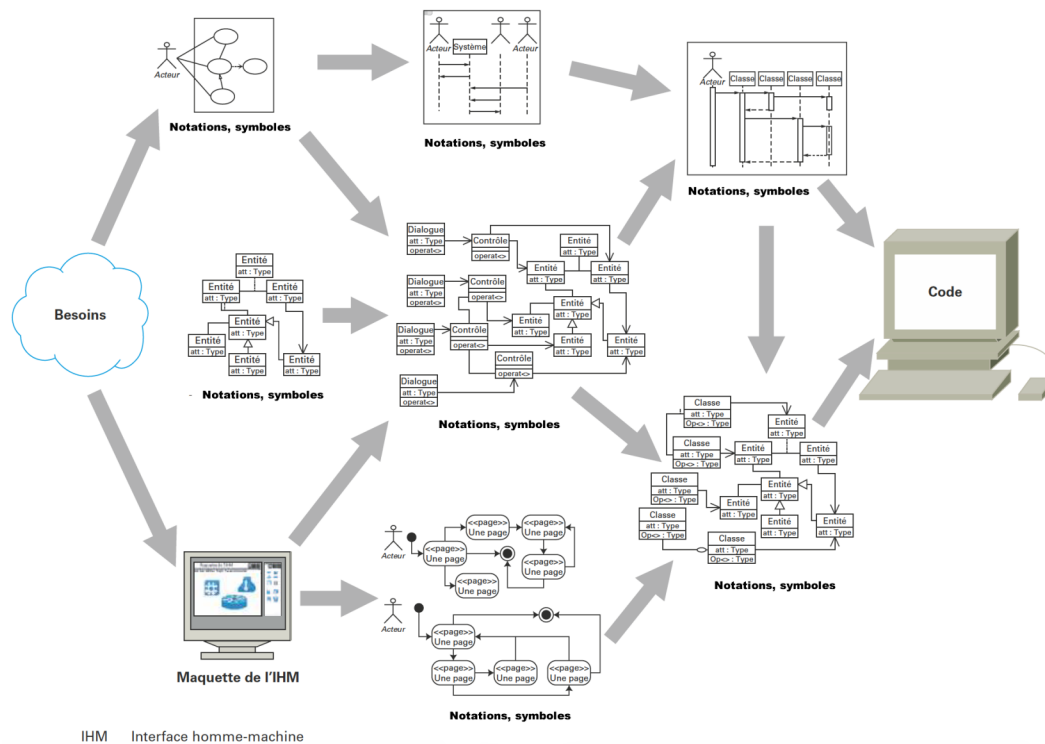 Acteur
Notations, symboles
Acteur
Système
Acteur
Notations, symboles
Acteur
Classe
Classe
Classe
Classe
Notations, symboles
Besoins
Entité
att : Type
Entité
att : Type
Entité
att : Type
Entité
att : Type
Entité
att : Type
Entité
att : Type
Entité
att : Type
Notations, symboles
Dialogue
att : Type
operat<>
Contrôle
operat<>
Entité
att : Type
Entité
att : Type
Entité
att : Type
Dialogue
att : Type
operat<>
Contrôle
operat<>
Entité
att : Type
Entité
att : Type
Dialogue
att : Type
operat<>
Contrôle
operat<>
Entité
att : Type
Entité
att : Type
Contrôle
operat<>
Dialogue
att : Type
operat<>
Notations, symboles
Code
Classe
att : Type
Op<> : Type
Entité
att : Type
Classe
att : Type
Op<> : Type
Entité
att : Type
Entité
att : Type
Classe
att : Type
Op<> : Type
Entité
att : Type
Entité
att : Type
Classe
att : Type
Op<> : Type
Entité
att : Type
Entité
att : Type
Classe
att : Type
Op<> : Type
Notations, symboles
Maquette de l'IHM
Acteur
<<page>>
Une page
<<page>>
Une page
<<page>>
Une page
<<page>>
Une page
<<page>>
Une page
Acteur
<<page>>
Une page
<<page>>
Une page
<<page>>
Une page
<<page>>
Une page
Notations, symboles
IHM Interface homme-machine